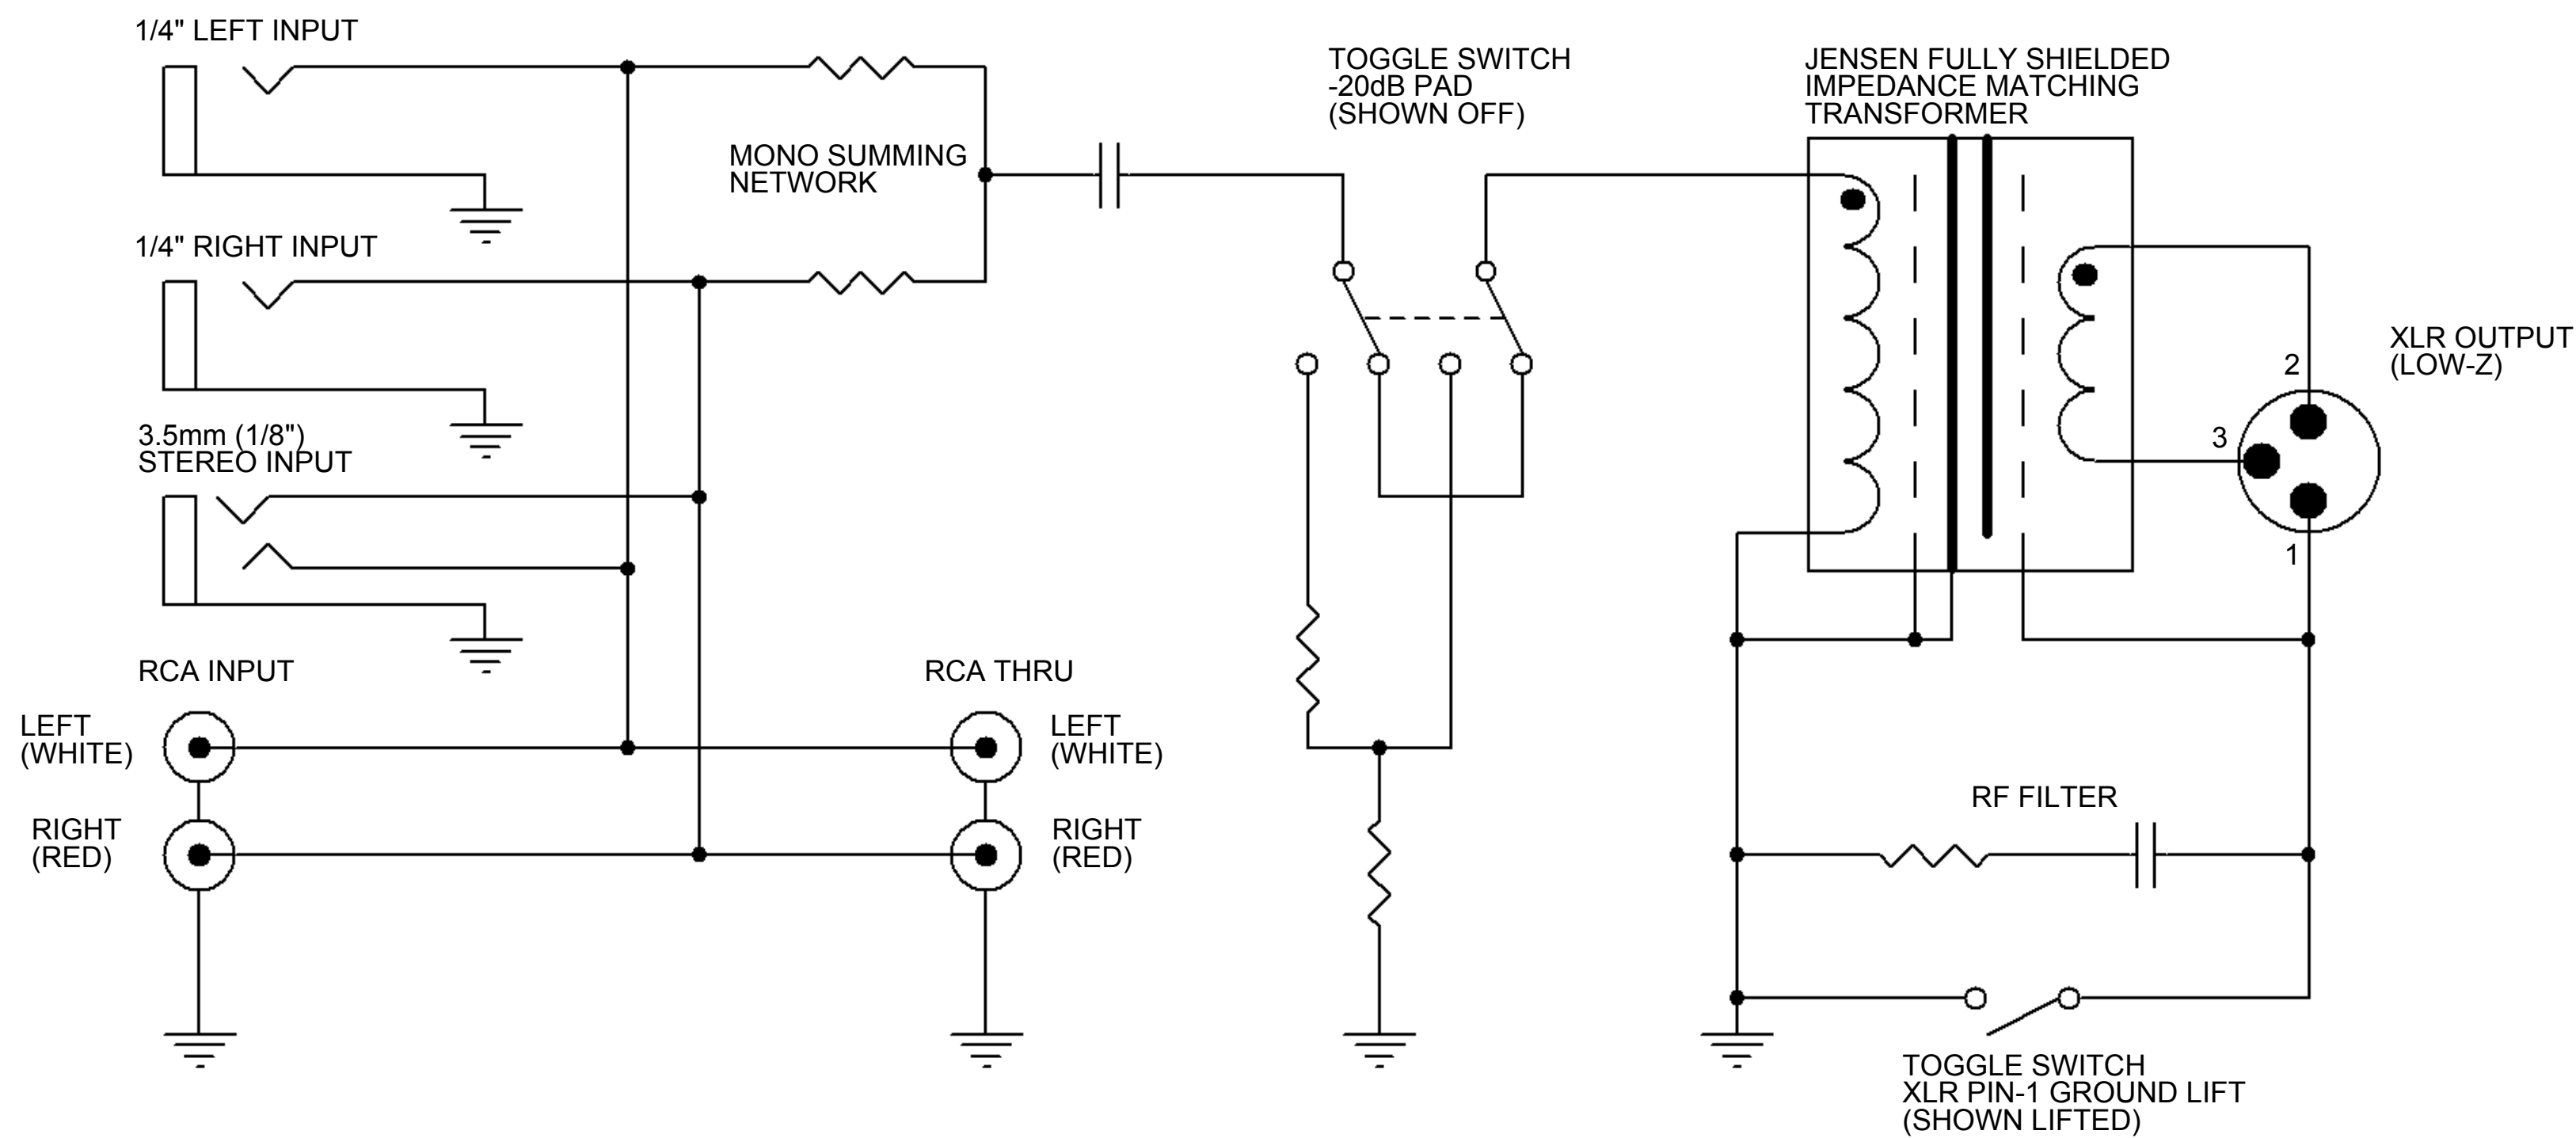 1/4" LEFT INPUT
TOGGLE SWITCH
-20dB PAD
(SHOWN OFF)
JENSEN FULLY SHIELDED
IMPEDANCE MATCHING
TRANSFORMER
MONO SUMMING
NETWORK
1/4" RIGHT INPUT
XLR OUTPUT
(LOW-Z)
2
3
1
3.5mm (1/8")
STEREO INPUT
RCA INPUT
RCA THRU
LEFT
(WHITE)
LEFT
(WHITE)
RIGHT
(RED)
RIGHT
(RED)
RF FILTER
TOGGLE SWITCH
XLR PIN-1 GROUND LIFT
(SHOWN LIFTED)